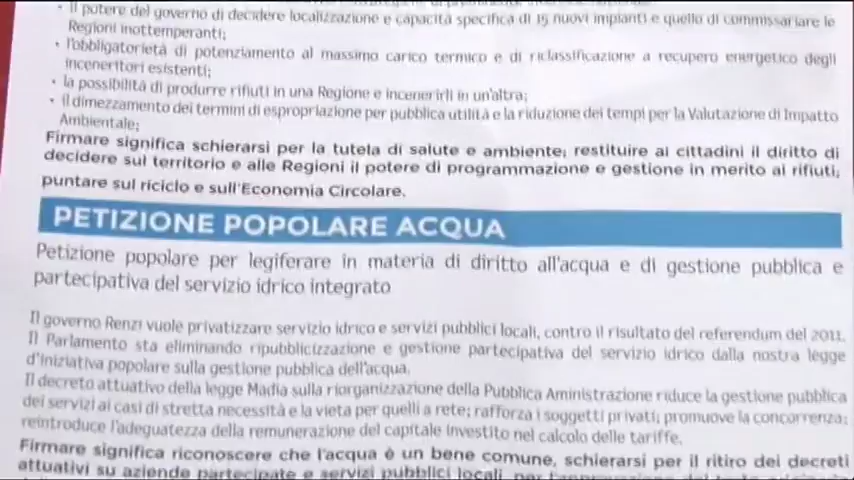 • Il potere del governo di decidere localizzazione e capacità specifica di 15 nuovi impianti e quello di commissariare le
Regioni inottemperanti;
• l'obbligatorietà di potenziamento al massimo carico termico e di riclassificazione a recupero energetico degli
inceneritori esistenti;
• la possibilità di produrre rifiuti in una Regione e incenerirli in un'altra;
• il dimezzamento dei termini di espropriazione per pubblica utilità e la riduzione dei tempi per la Valutazione di Impatto
Ambientale;
Firmare significa schierarsi per la tutela di salute e ambiente; restituire ai cittadini il diritto di
decidere sul territorio e alle Regioni il potere di programmazione e gestione in merito ai rifiuti;
puntare sul riciclo e sull'Economia Circolare.
PETIZIONE POPOLARE ACQUA
Petizione popolare per legiferare in materia di diritto all'acqua e di gestione pubblica e
partecipativa del servizio idrico integrato
Il governo Renzi vuole privatizzare servizio idrico e servizi pubblici locali, contro il risultato del referendum del 2011.
Il Parlamento sta eliminando ripubblicizzazione e gestione partecipativa del servizio idrico dalla nostra legge
d'iniziativa popolare sulla gestione pubblica dell'acqua.
Il decreto attuativo della legge Madia sulla riorganizzazione della Pubblica Aministrazione riduce la gestione pubblica
dei servizi ai casi di stretta necessità e la vieta per quelli a rete; rafforza i soggetti privati; promuove la concorrenza;
reintroduce l'adeguatezza della remunerazione del capitale investito nel calcolo delle tariffe.
Firmare significa riconoscere che l'acqua è un bene comune, schierarsi per il ritiro dei decreti
attuativi su aziende partecipate e servizi pubblici locali, per l'approvazione del testo